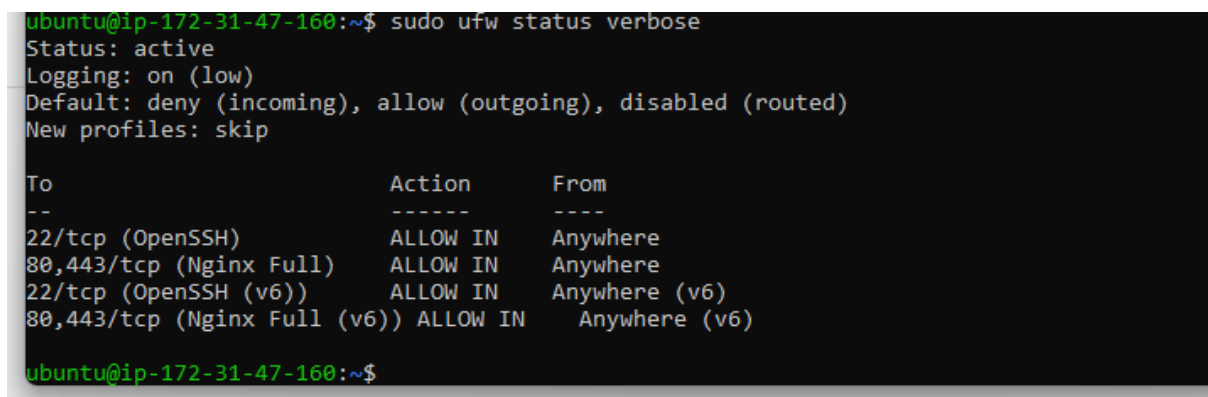 ubuntu@ip-172-31-47-160:~$ sudo ufw status verbose
Status: active
Logging: on (low)
Default: deny (incoming), allow (outgoing), disabled (routed)
New profiles: skip

To                         Action      From
--                         ------      ----
22/tcp (OpenSSH)           ALLOW IN    Anywhere
80,443/tcp (Nginx Full)    ALLOW IN    Anywhere
22/tcp (OpenSSH (v6))      ALLOW IN    Anywhere (v6)
80,443/tcp (Nginx Full (v6)) ALLOW IN    Anywhere (v6)

ubuntu@ip-172-31-47-160:~$